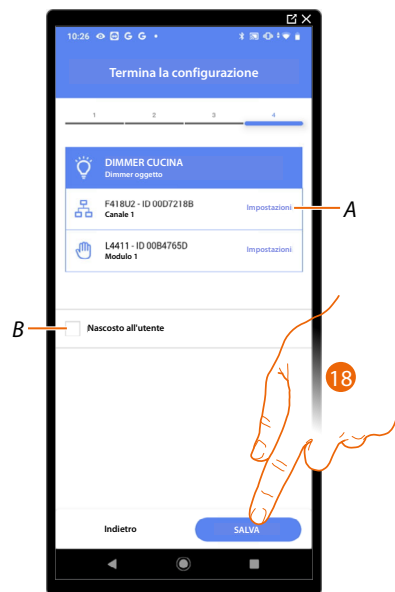 10:26 G G
Termina la configurazione
1 2 3 4
DIMMER CUCINA
Dimmer oggetto
F418U2 - ID 00D7218B
Canale 1
Impostazioni
A
L4411 - ID 00B4765D
Modulo 1
Impostazioni
B
Nascosto all'utente
18
Indietro
SALVA